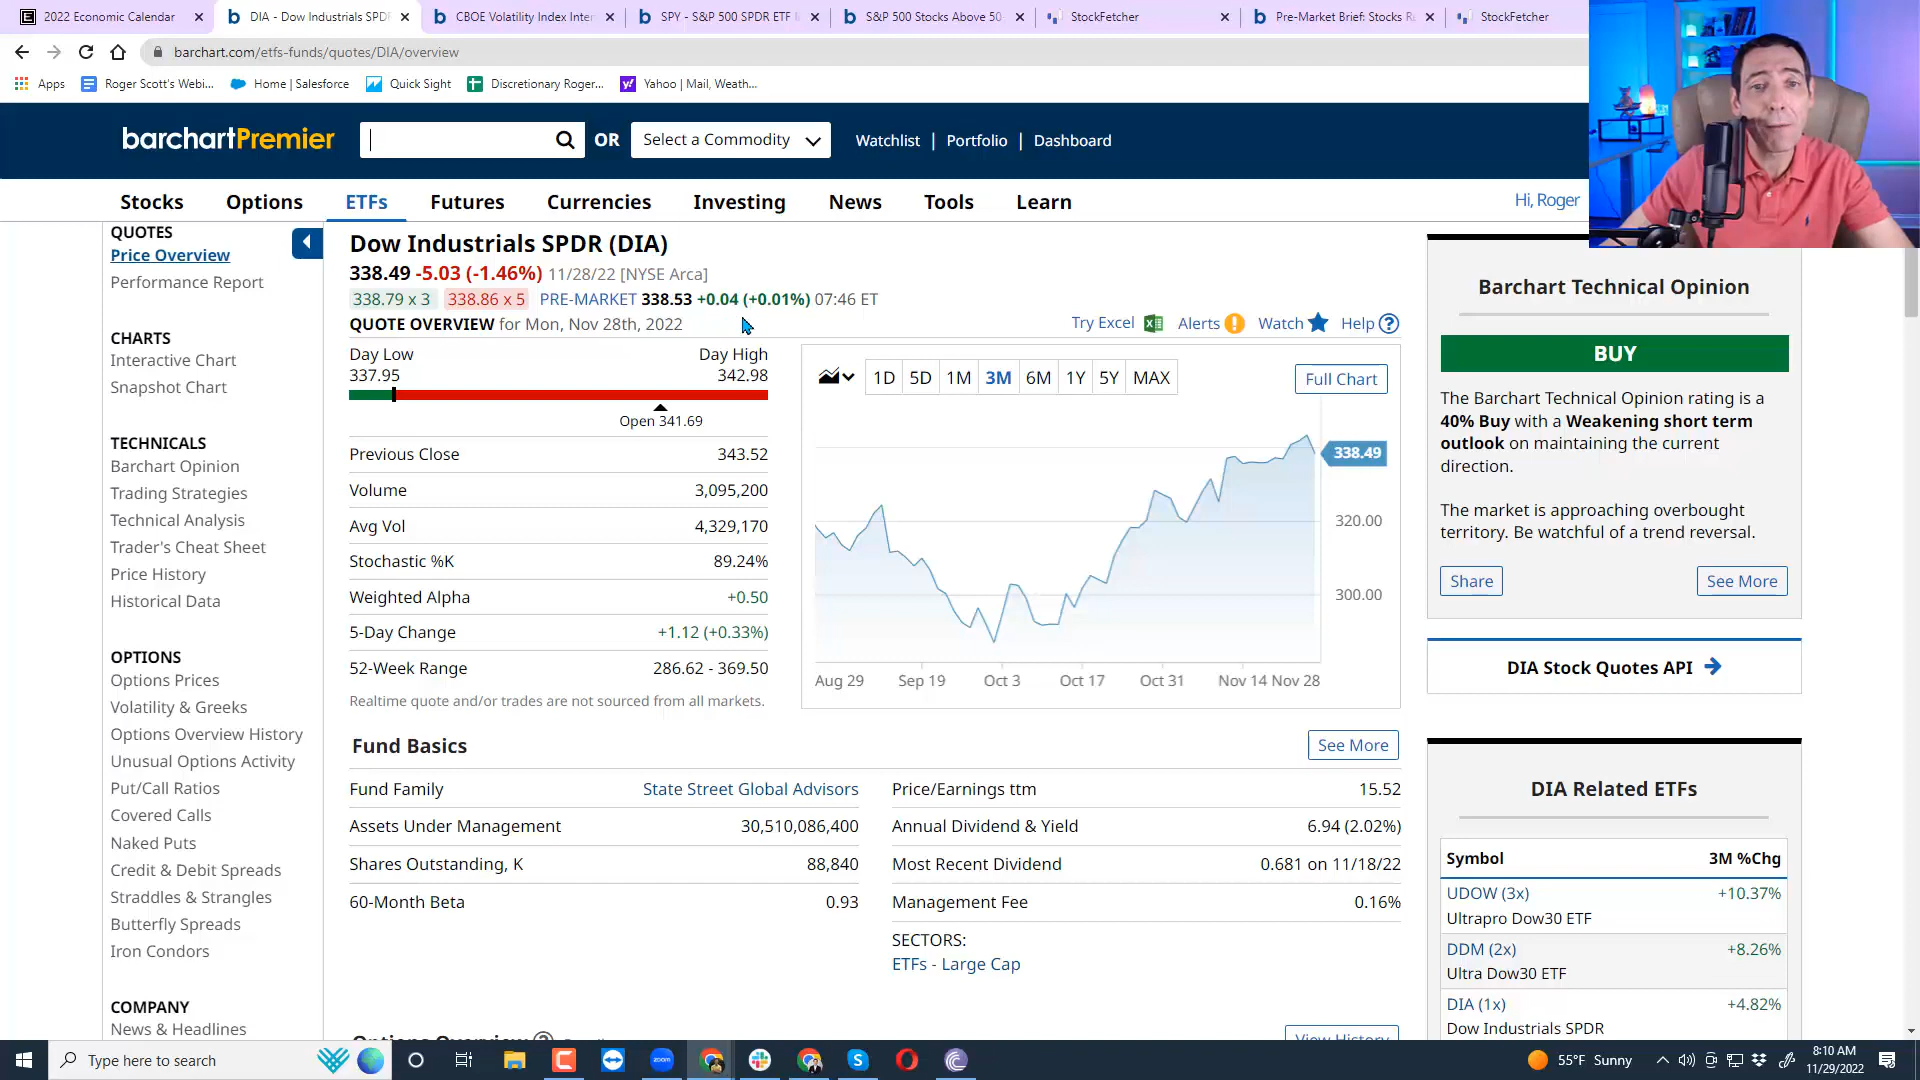 2022 Economic Calendar
DIA - Dow Industrials SPDR
CBOE Volatility Index Inter
SPY - S&P 500 SPDR ETF
S&P 500 Stocks Above 50-
StockFetcher
Pre-Market Brief: Stocks R
StockFetcher
barchart.com/etfs-funds/quotes/DIA/overview
Apps
Roger Scott's Webi...
Home | Salesforce
Quick Sight
Discretionary Roger...
Yahoo | Mail, Weath...
barchartPremier
OR
Select a Commodity
Watchlist | Portfolio | Dashboard
Stocks
Options
ETFs
Futures
Currencies
Investing
News
Tools
Learn
Hi, Roger
QUOTES
Price Overview
Performance Report
CHARTS
Interactive Chart
Snapshot Chart
TECHNICALS
Barchart Opinion
Trading Strategies
Technical Analysis
Trader's Cheat Sheet
Price History
Historical Data
OPTIONS
Options Prices
Volatility & Greeks
Options Overview History
Unusual Options Activity
Put/Call Ratios
Covered Calls
Naked Puts
Credit & Debit Spreads
Straddles & Strangles
Butterfly Spreads
Iron Condors
COMPANY
News & Headlines
Dow Industrials SPDR (DIA)
338.49 -5.03 (-1.46%) 11/28/22 [NYSE Arca]
338.79 x 3 338.86 x 5 PRE-MARKET 338.53 +0.04 (+0.01%) 07:46 ET
QUOTE OVERVIEW for Mon, Nov 28th, 2022
Try Excel
Alerts
Watch
Help
Day Low
337.95
Day High
342.98
Open 341.69
Previous Close 343.52
Volume 3,095,200
Avg Vol 4,329,170
Stochastic %K 89.24%
Weighted Alpha +0.50
5-Day Change +1.12 (+0.33%)
52-Week Range 286.62 - 369.50
Realtime quote and/or trades are not sourced from all markets.
1D 5D 1M 3M 6M 1Y 5Y MAX
Full Chart
338.49
320.00
300.00
Aug 29 Sep 19 Oct 3 Oct 17 Oct 31 Nov 14 Nov 28
Fund Basics
See More
Fund Family State Street Global Advisors
Assets Under Management 30,510,086,400
Shares Outstanding, K 88,840
60-Month Beta 0.93
Price/Earnings ttm 15.52
Annual Dividend & Yield 6.94 (2.02%)
Most Recent Dividend 0.681 on 11/18/22
Management Fee 0.16%
SECTORS:
ETFs - Large Cap
Options Overview
View History
Barchart Technical Opinion
BUY
The Barchart Technical Opinion rating is a
40% Buy with a Weakening short term
outlook on maintaining the current
direction.
The market is approaching overbought
territory. Be watchful of a trend reversal.
Share
See More
DIA Stock Quotes API
DIA Related ETFs
Symbol 3M %Chg
UDOW (3x) +10.37%
Ultrapro Dow30 ETF
DDM (2x) +8.26%
Ultra Dow30 ETF
DIA (1x) +4.82%
Dow Industrials SPDR
Type here to search
zoom
55°F Sunny
8:10 AM
11/29/2022